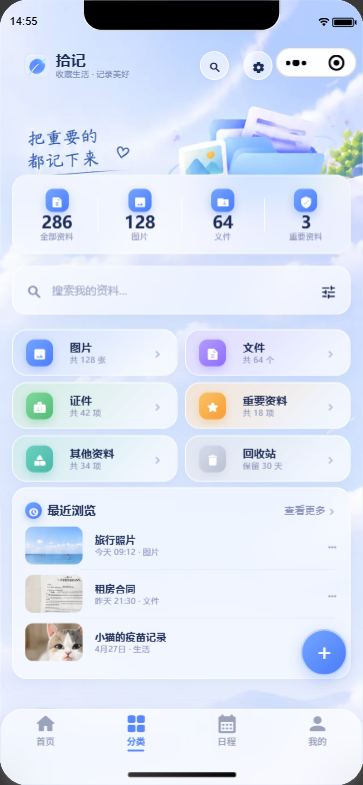 14:55
拾记
收藏生活 · 记录美好
把重要的
都记下来
286
128
64
3
全部资料
图片
文件
重要资料
搜索我的资料...
图片
共 128 张
文件
共 64 个
证件
共 42 项
重要资料
共 18 项
其他资料
共 34 项
回收站
保留 30 天
最近浏览
查看更多
旅行照片
今天 09:12 · 图片
租房合同
昨天 21:30 · 文件
小猫的疫苗记录
4月27日 · 生活
首页
分类
日程
我的